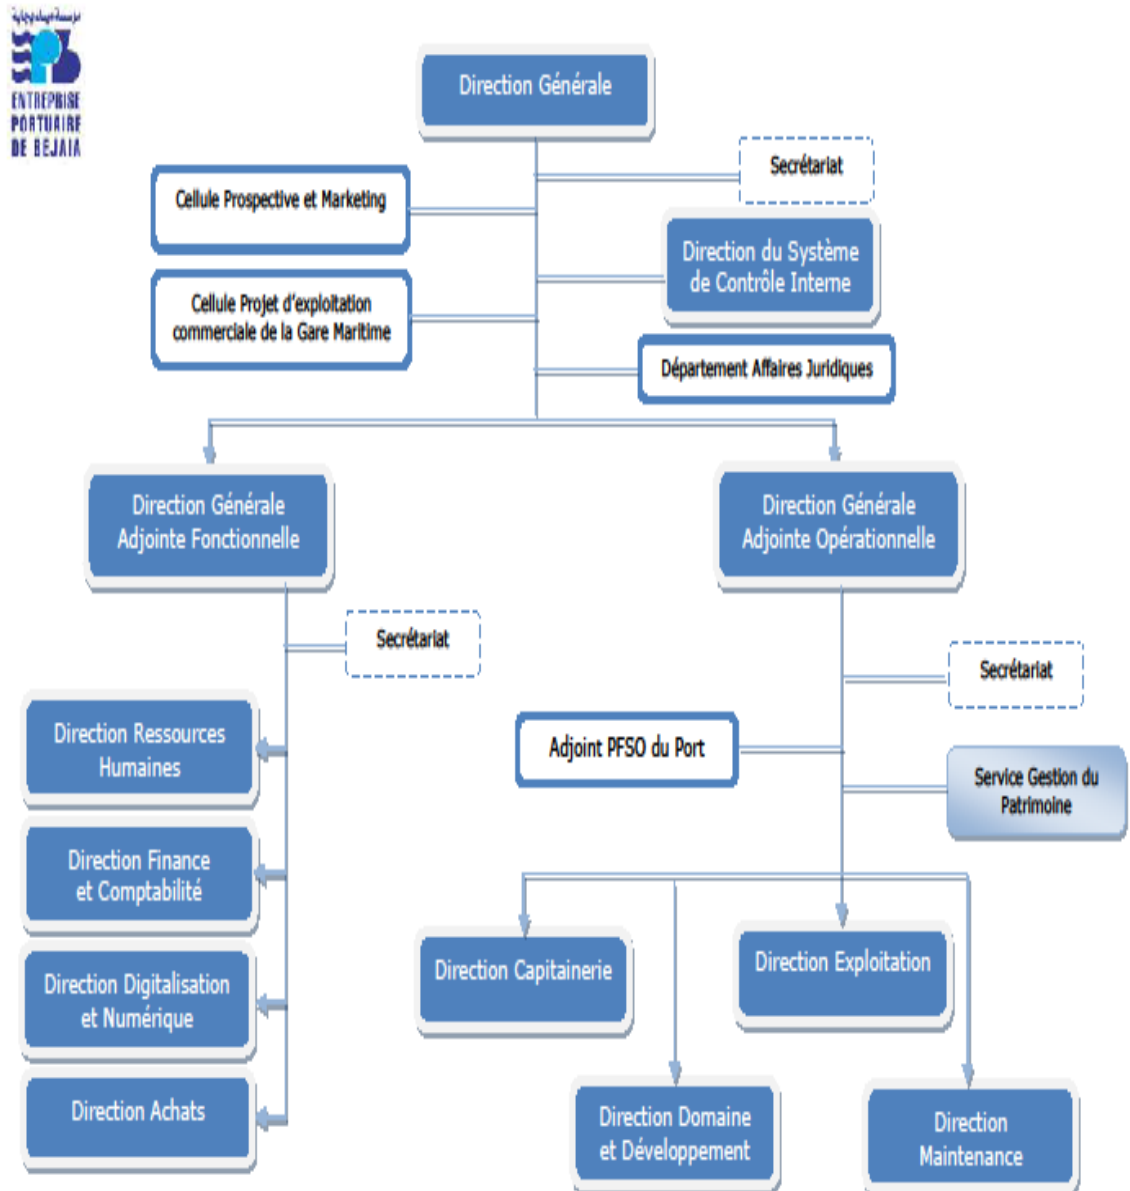 ENTREPRISE
PORTUAIRE
DE BEJAIA
Direction Générale
Secrétariat
Cellule Prospective et Marketing
Direction du Système
de Contrôle Interne
Cellule Projet d'exploitation
commerciale de la Gare Maritime
Département Affaires Juridiques
Direction Générale
Adjointe Fonctionnelle
Direction Générale
Adjointe Opérationnelle
Secrétariat
Secrétariat
Direction Ressources
Humaines
Adjoint PFSO du Port
Service Gestion du
Patrimoine
Direction Finance
et Comptabilité
Direction Capitainerie
Direction Exploitation
Direction Digitalisation
et Numérique
Direction Achats
Direction Domaine
et Développement
Direction
Maintenance